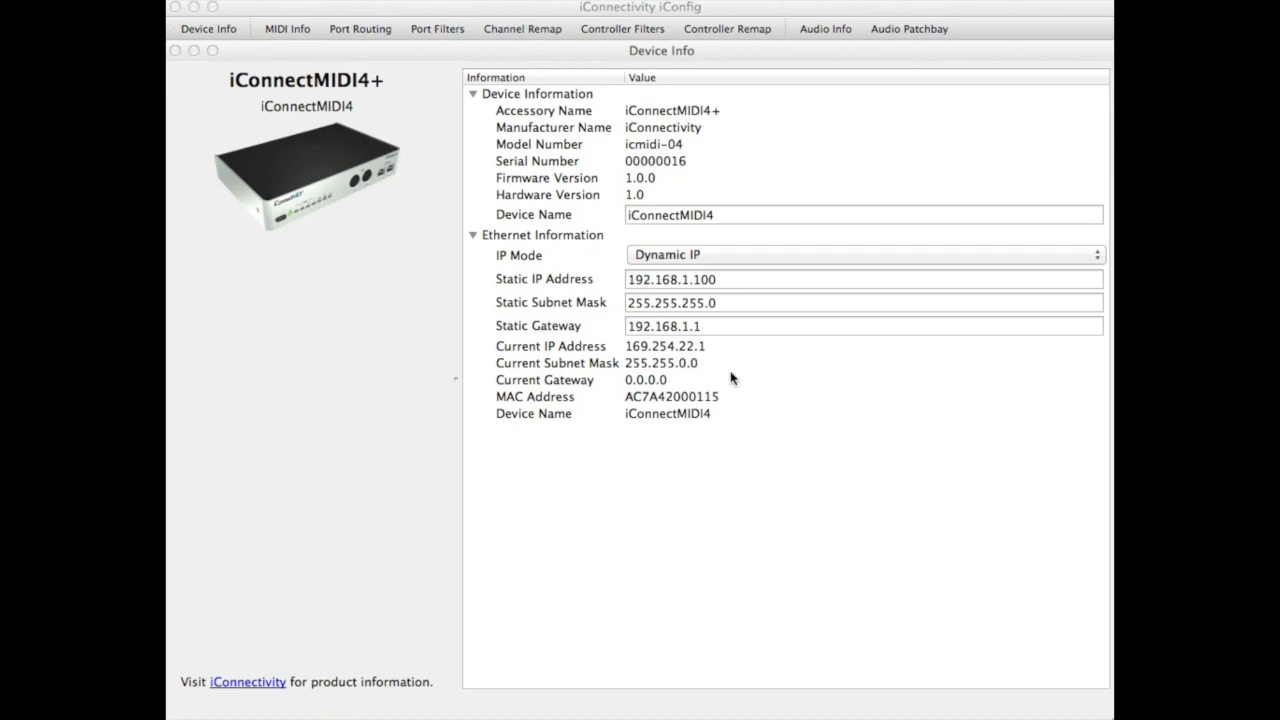 iConnectivity iConfig
Device Info MIDI Info Port Routing Port Filters Channel Remap Controller Filters Controller Remap Audio Info Audio Patchbay
Device Info
iConnectMIDI4+
iConnectMIDI4
Information Value
Device Information
Accessory Name iConnectMIDI4+
Manufacturer Name iConnectivity
Model Number icmidi-04
Serial Number 00000016
Firmware Version 1.0.0
Hardware Version 1.0
Device Name iConnectMIDI4
Ethernet Information
IP Mode Dynamic IP
Static IP Address 192.168.1.100
Static Subnet Mask 255.255.255.0
Static Gateway 192.168.1.1
Current IP Address 169.254.22.1
Current Subnet Mask 255.255.0.0
Current Gateway 0.0.0.0
MAC Address AC7A42000115
Device Name iConnectMIDI4
Visit iConnectivity for product information.